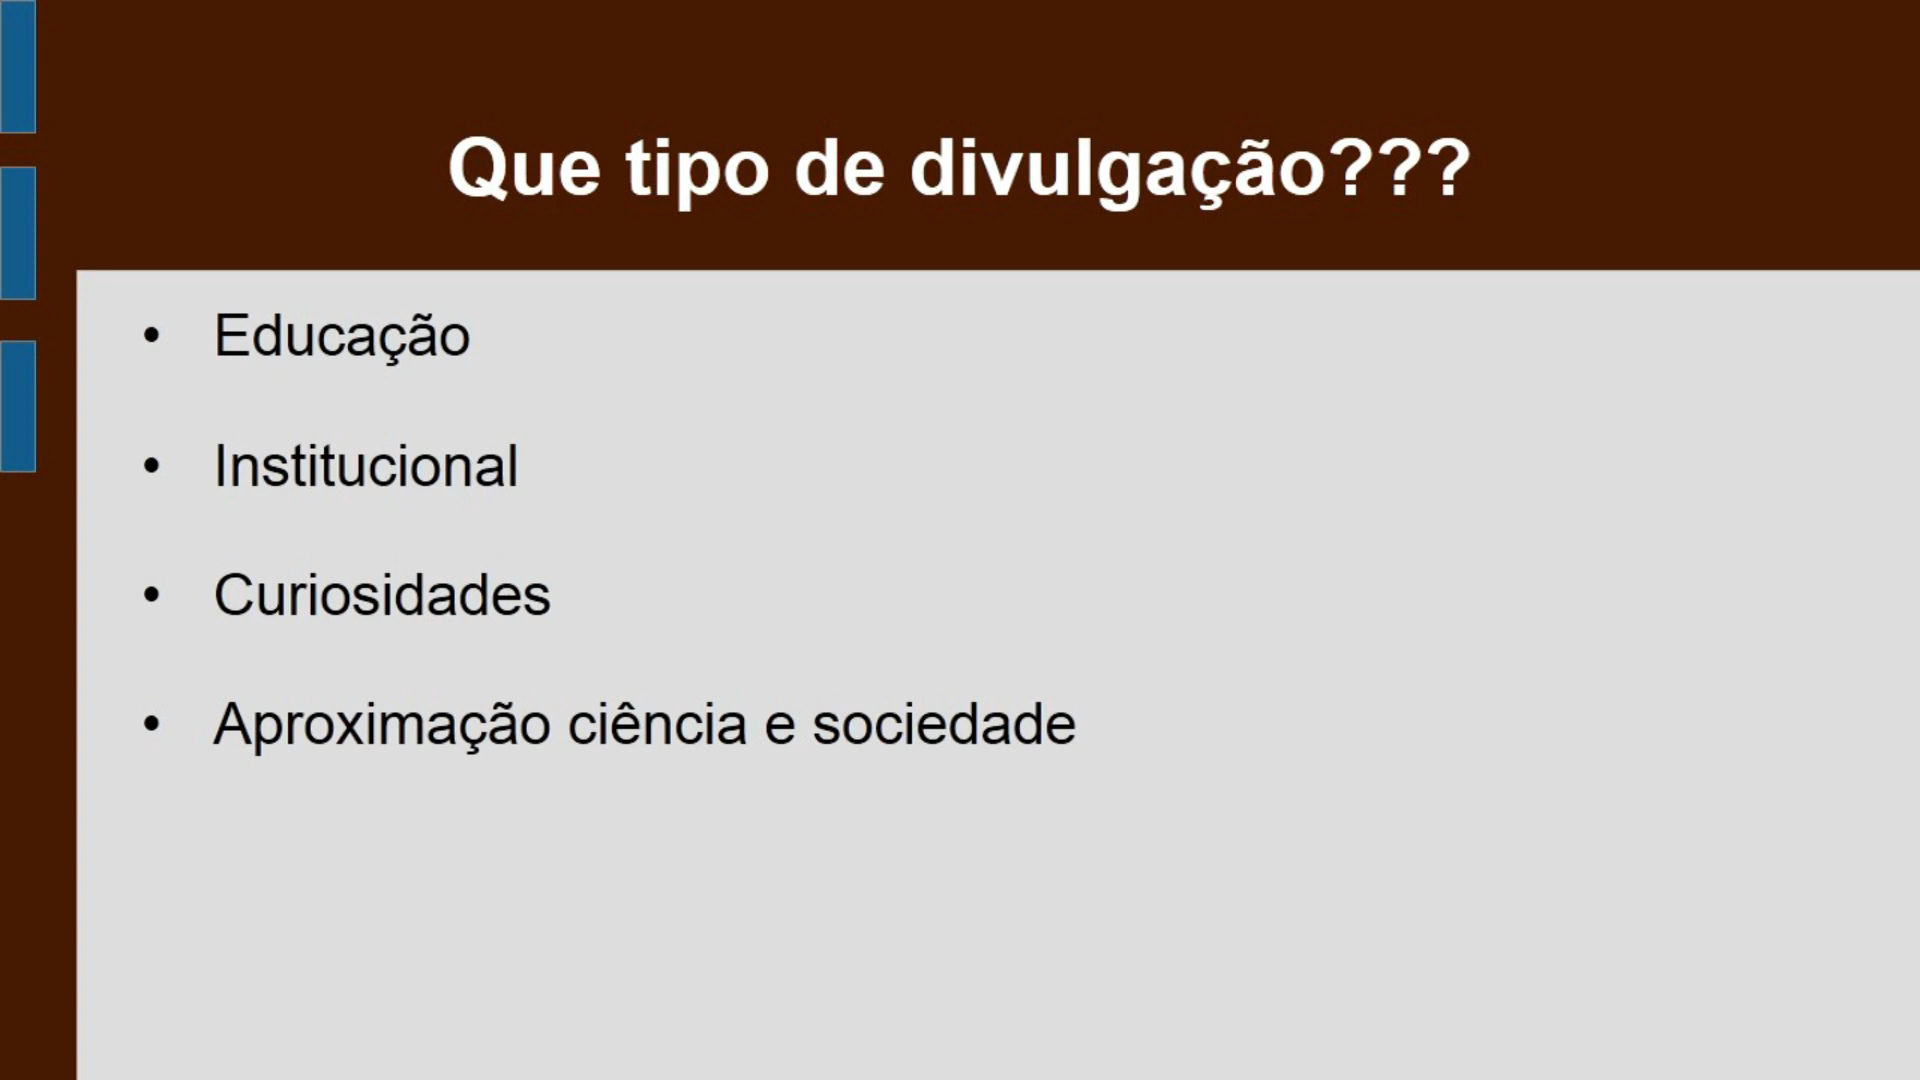 Que tipo de divulgação???
• Educação
• Institucional
• Curiosidades
• Aproximação ciência e sociedade